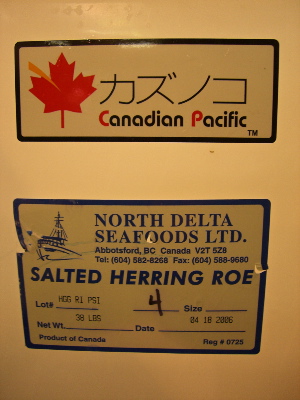 カズノコ
Canadian Pacific
TM
NORTH DELTA
SEAFOODS LTD.
Abbotsford, BC Canada V2T 5Z8
Tel: (604) 582-8268 Fax: (604) 588-9680
SALTED HERRING ROE
Lot# HGG R1 PSI 4 Size
Net Wt. 38 LBS Date 04 18 2006
Product of Canada Reg # 0725